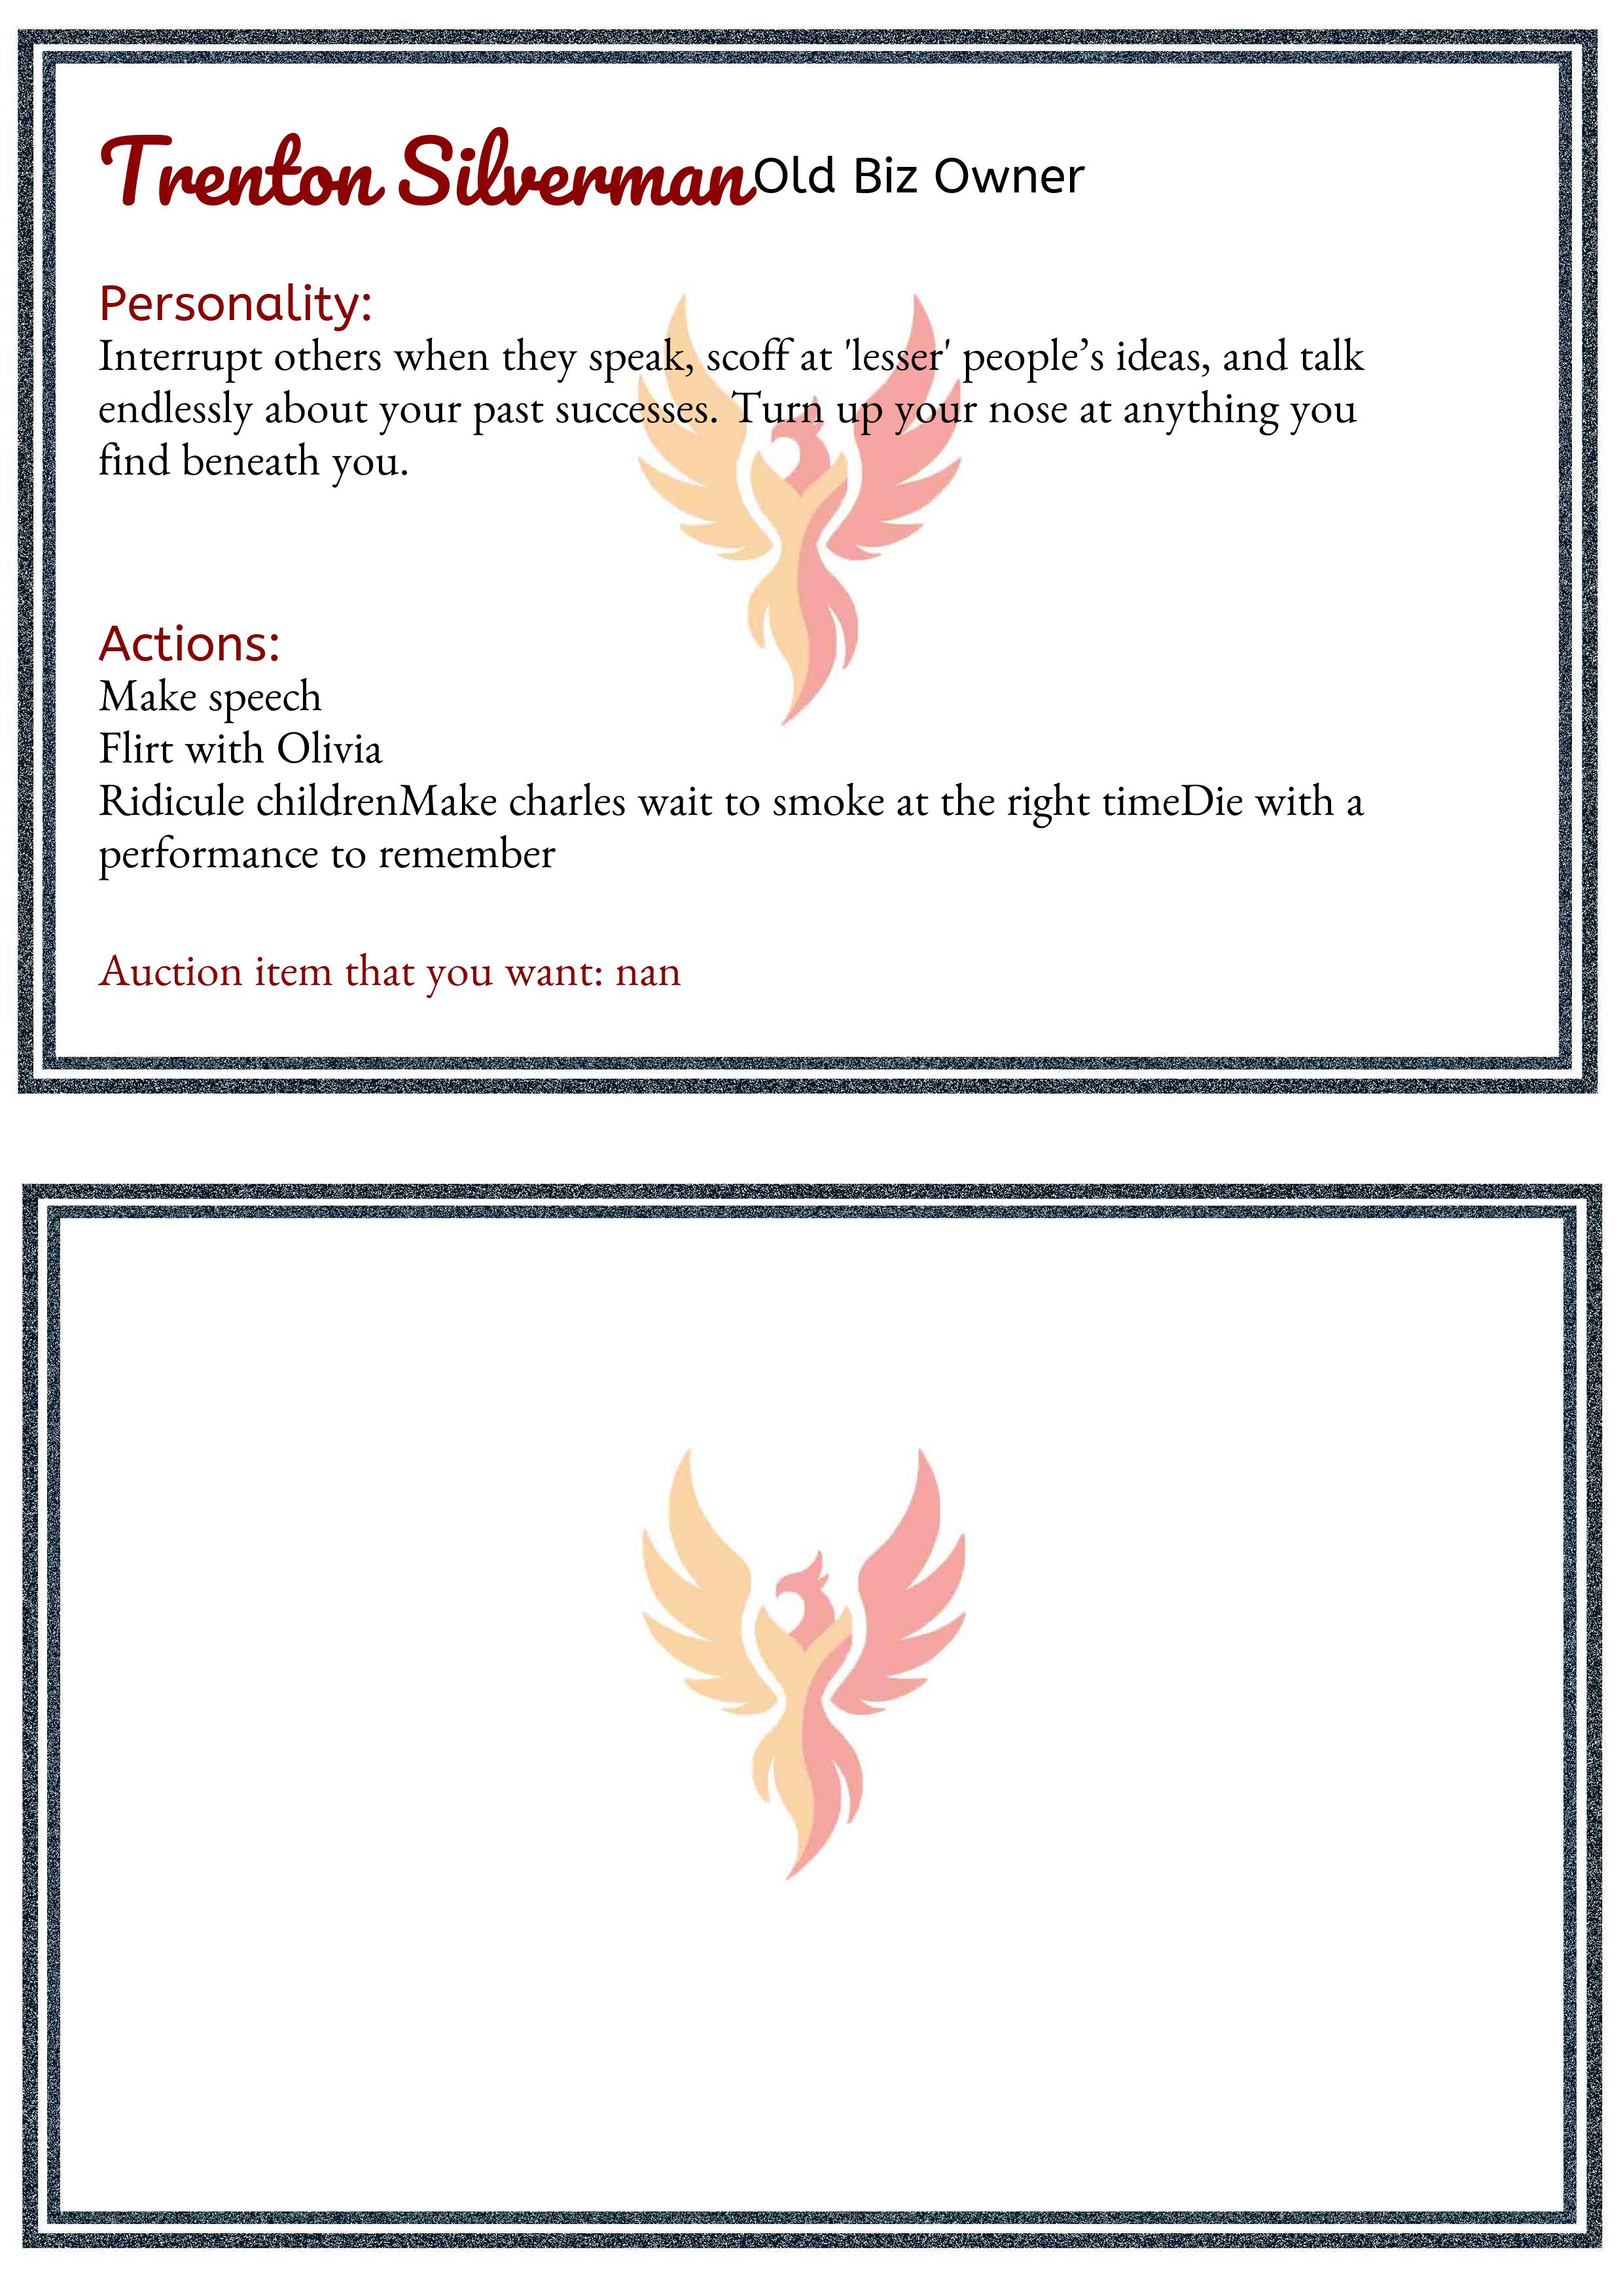 Trenton Silverman Old Biz Owner
Personality:
Interrupt others when they speak, scoff at 'lesser' people’s ideas, and talk
endlessly about your past successes. Turn up your nose at anything you
find beneath you.
Actions:
Make speech
Flirt with Olivia
Ridicule childrenMake charles wait to smoke at the right timeDie with a
performance to remember
Auction item that you want: nan